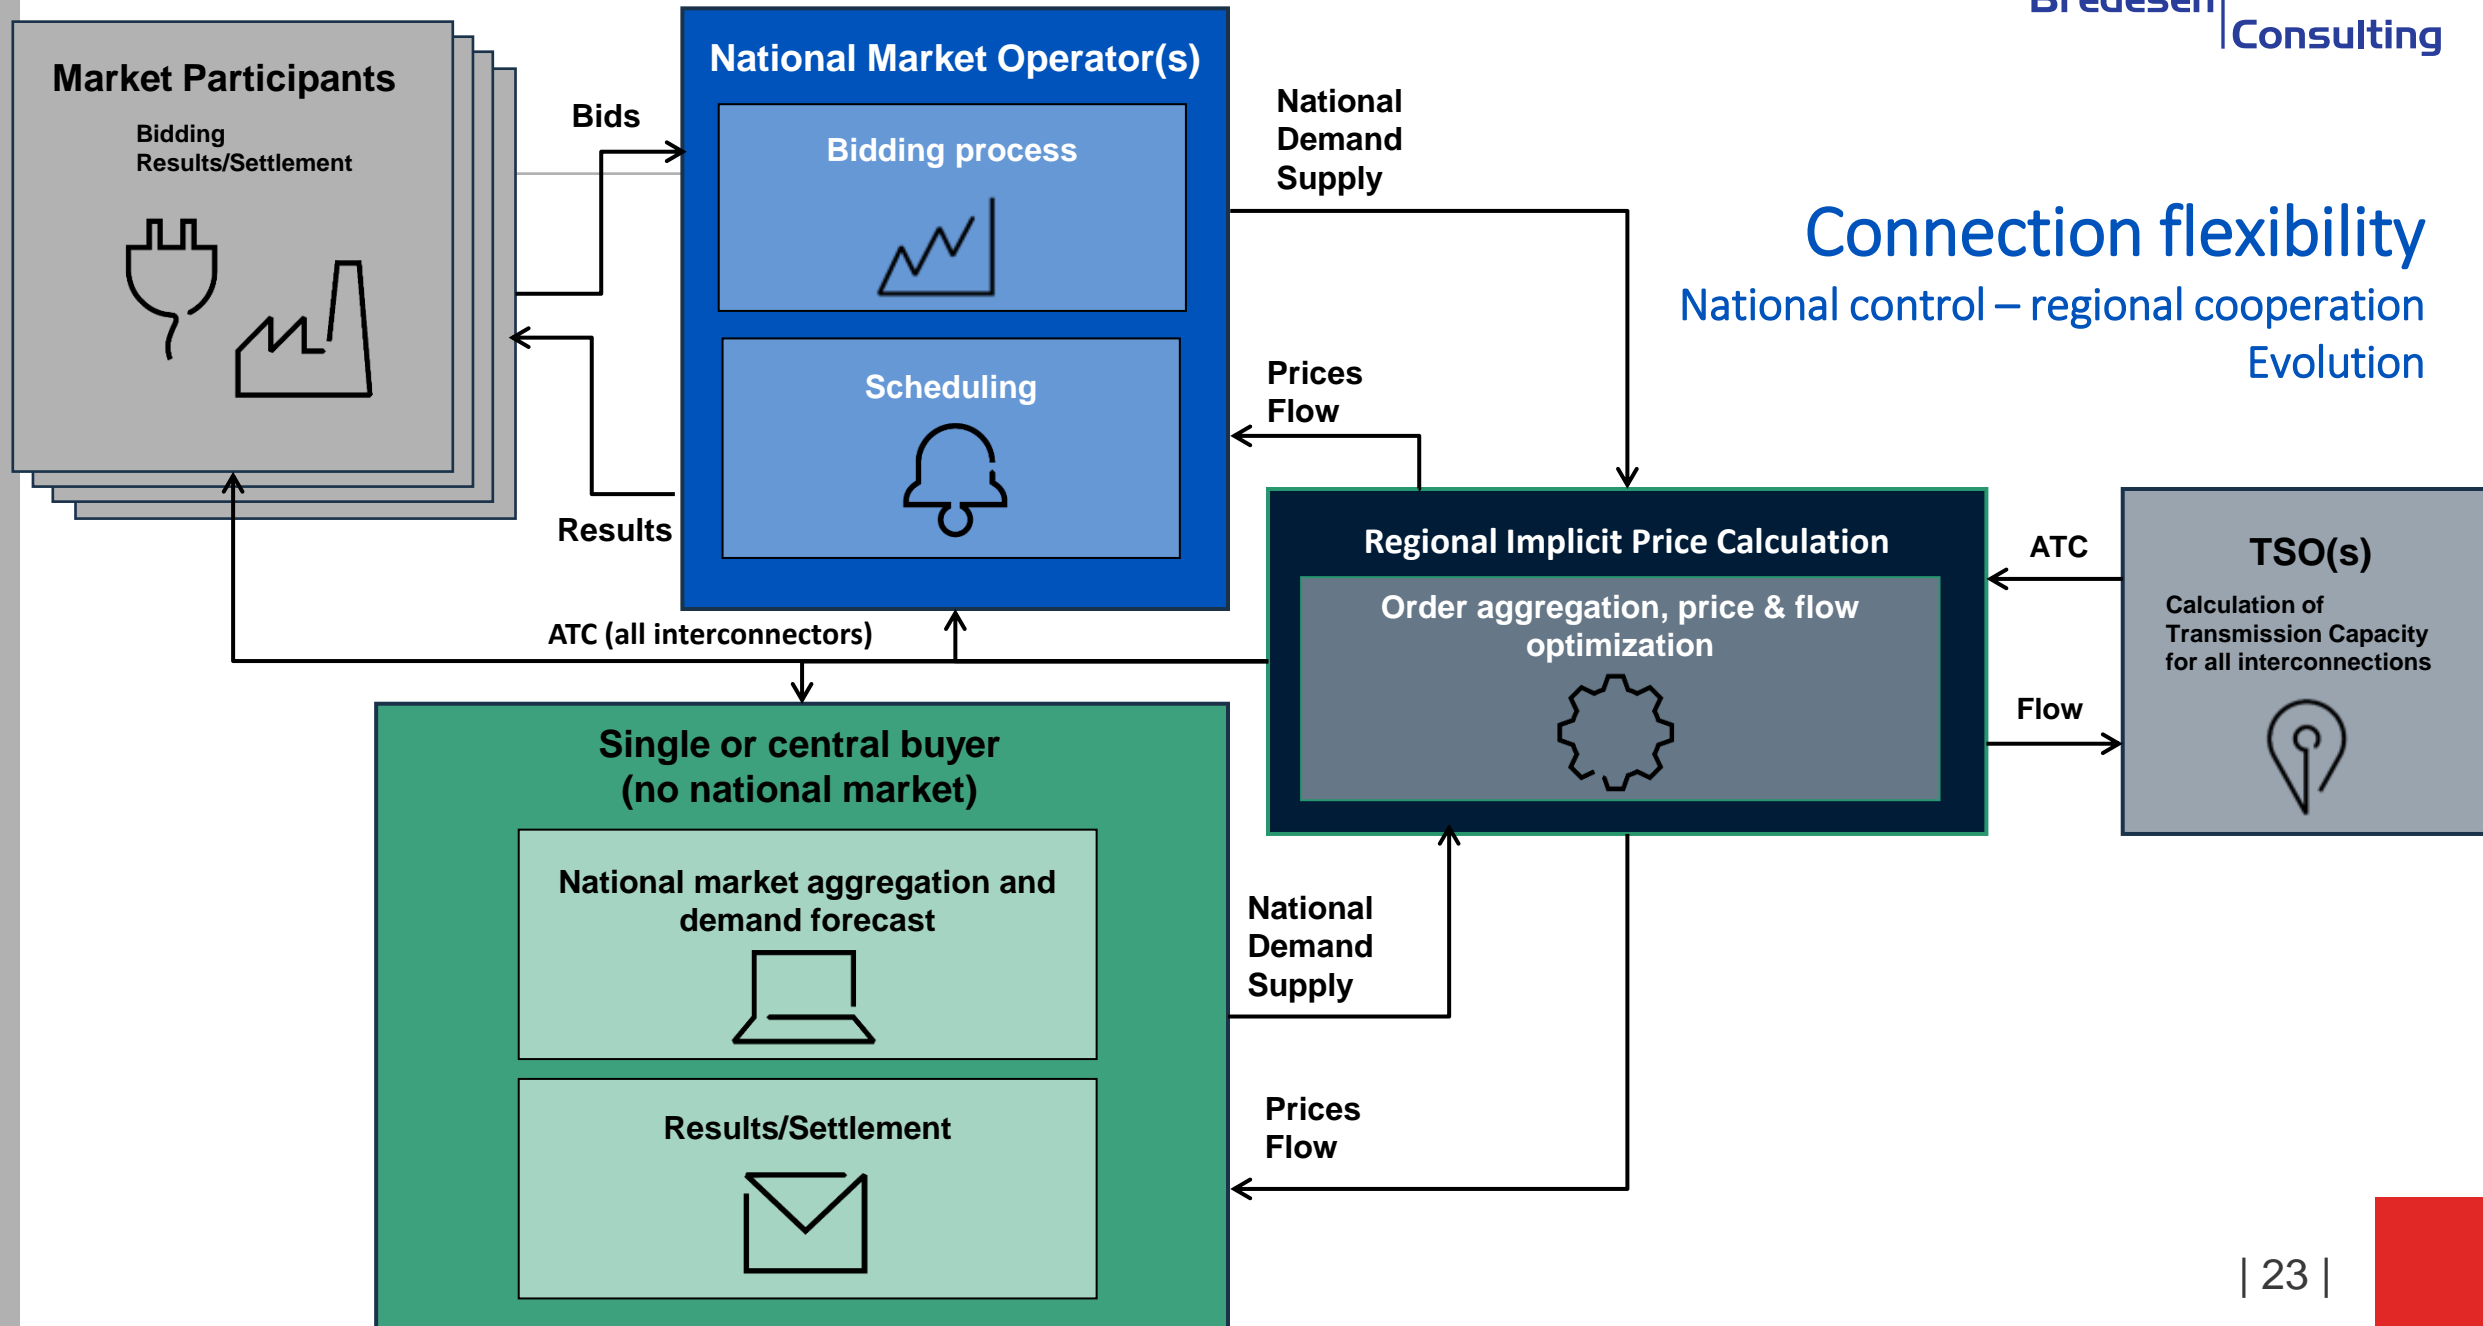 Bredesen
Consulting
Market Participants
Bidding
Results/Settlement
Bids
Results
National Market Operator(s)
Bidding process
Scheduling
National
Demand
Supply
Prices
Flow
Connection flexibility
National control – regional cooperation
Evolution
Regional Implicit Price Calculation
Order aggregation, price & flow
optimization
ATC
Flow
TSO(s)
Calculation of
Transmission Capacity
for all interconnections
ATC (all interconnectors)
Single or central buyer
(no national market)
National market aggregation and
demand forecast
Results/Settlement
National
Demand
Supply
Prices
Flow
| 23 |